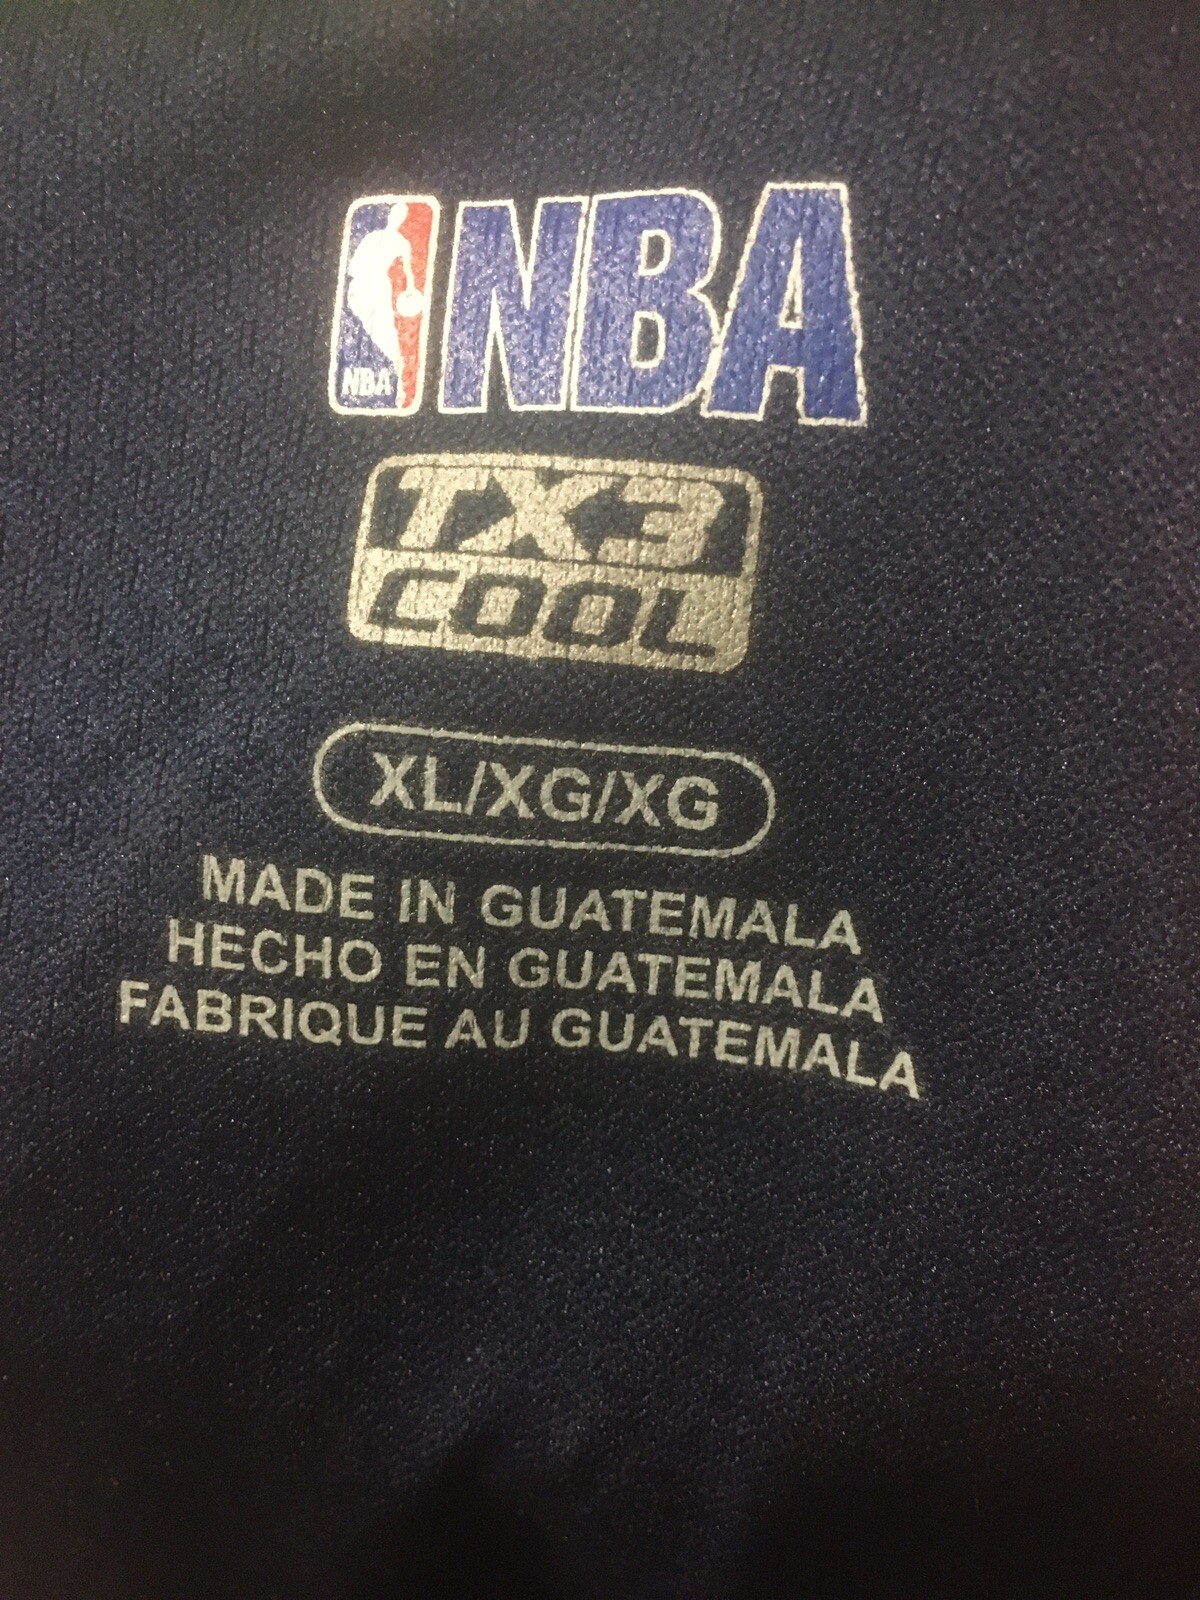 NBA
NBA
TX3
COOL
XL/XG/XG
MADE IN GUATEMALA
HECHO EN GUATEMALA
FABRIQUE AU GUATEMALA